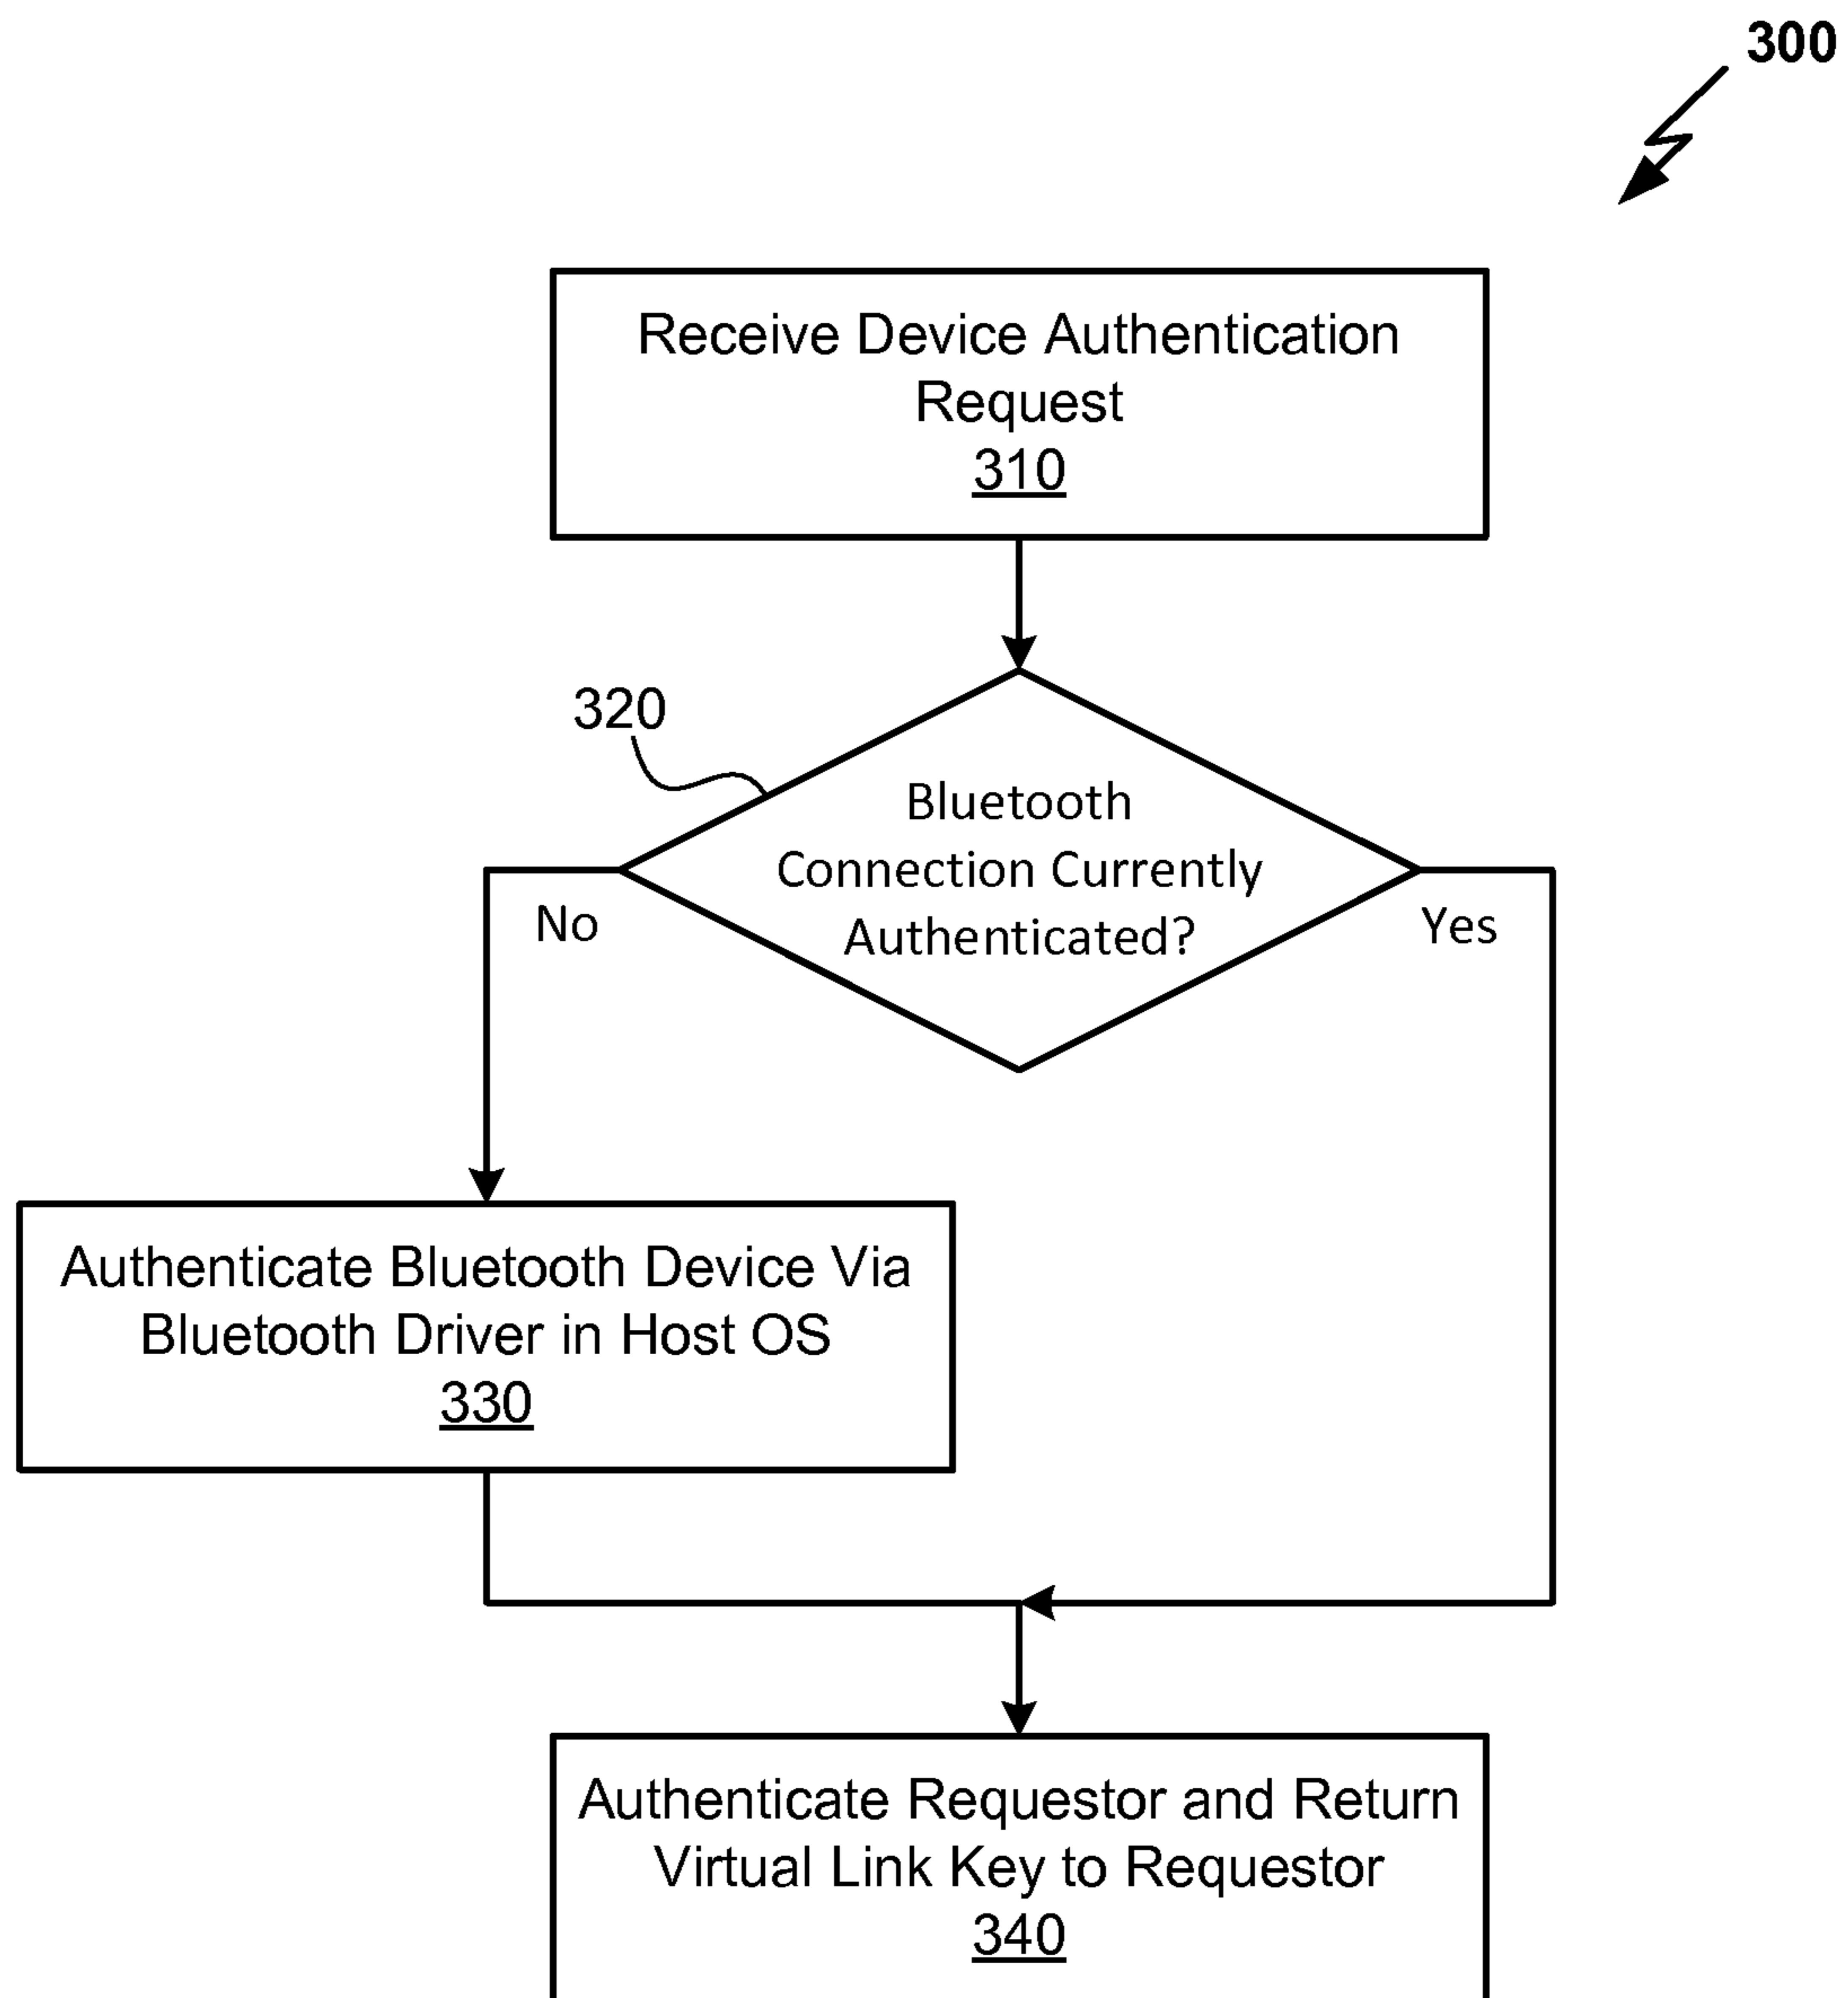 300
Receive Device Authentication
Request
310
320
Bluetooth
Connection Currently
Authenticated?
No
Yes
Authenticate Bluetooth Device Via
Bluetooth Driver in Host OS
330
Authenticate Requestor and Return
Virtual Link Key to Requestor
340